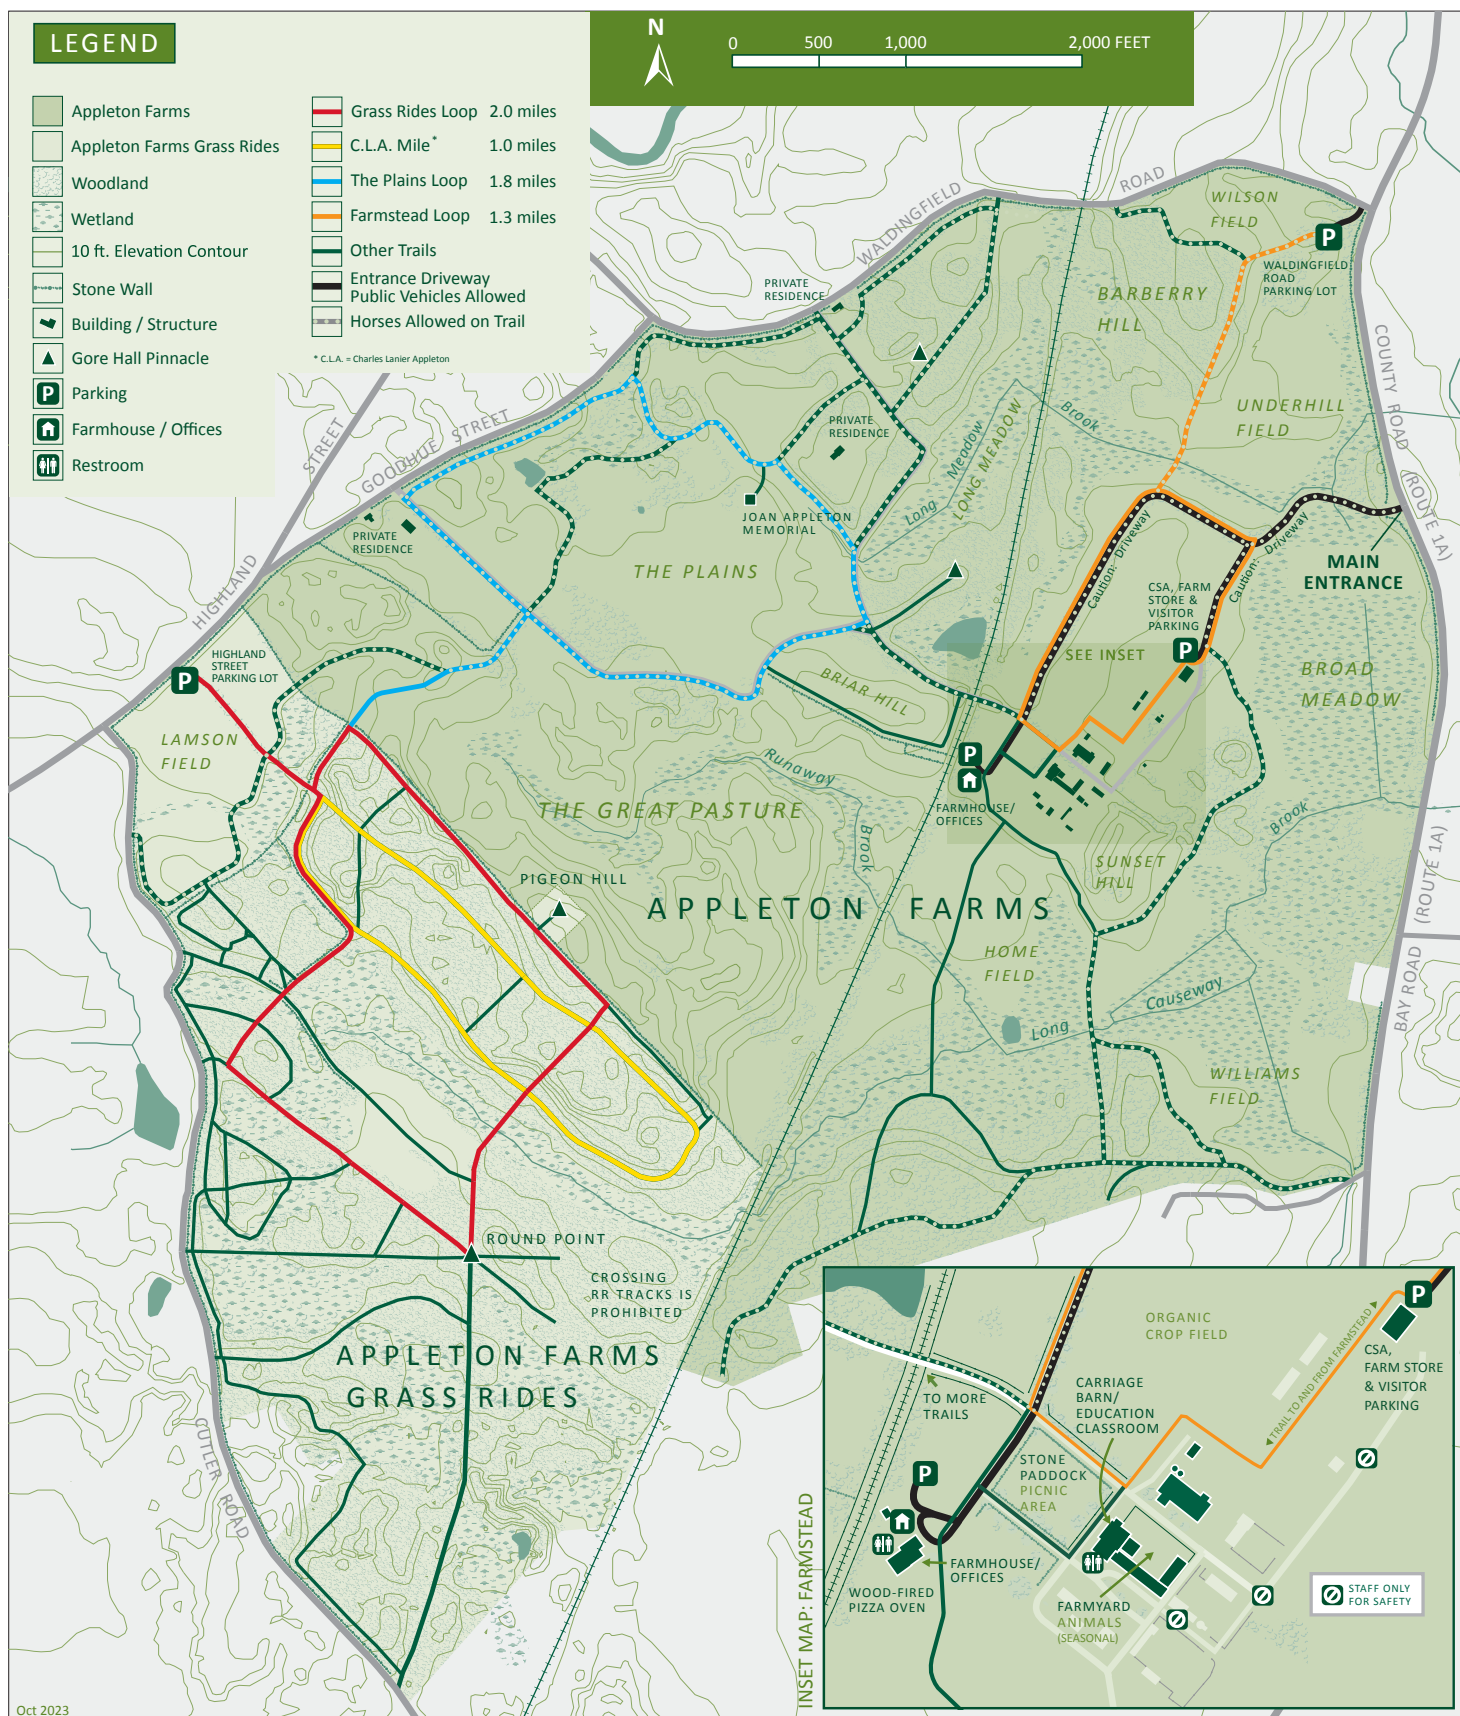 LEGEND
Appleton Farms
Appleton Farms Grass Rides
Woodland
Wetland
10 ft. Elevation Contour
Stone Wall
Building / Structure
Gore Hall Pinnacle
P
Parking
Farmhouse / Offices
Restroom
Grass Rides Loop 2.0 miles
C.L.A. Mile* 1.0 miles
The Plains Loop 1.8 miles
Farmstead Loop 1.3 miles
Other Trails
Entrance Driveway
Public Vehicles Allowed
Horses Allowed on Trail
* C.L.A. = Charles Lanier Appleton
N
0 500 1,000 2,000 FEET
WALDINGFIELD
ROAD
WILSON
FIELD
P
WALDINGFIELD
ROAD
PARKING LOT
PRIVATE
RESIDENCE
BARBERRY
HILL
COUNTY ROAD (ROUTE 1A)
UNDERHILL
FIELD
Brook
Long Meadow
LONG MEADOW
PRIVATE
RESIDENCE
STREET
GOODHUE STREET
HIGHLAND
PRIVATE
RESIDENCE
JOAN APPLETON
MEMORIAL
THE PLAINS
Caution: Driveway
Caution: Driveway
MAIN
ENTRANCE
CSA, FARM
STORE &
VISITOR
PARKING
P
SEE INSET
BROAD
MEADOW
HIGHLAND
STREET
PARKING LOT
P
LAMSON
FIELD
BRIAR HILL
Runaway
Brook
P
FARMHOUSE/
OFFICES
THE GREAT PASTURE
Brook
SUNSET
HILL
PIGEON HILL
APPLETON FARMS
HOME
FIELD
BAY ROAD (ROUTE 1A)
Long
Causeway
WILLIAMS
FIELD
ROUND POINT
CROSSING
RR TRACKS IS
PROHIBITED
APPLETON FARMS
GRASS RIDES
CUTLER ROAD
Oct 2023
INSET MAP: FARMSTEAD
ORGANIC
CROP FIELD
P
CSA,
FARM STORE
& VISITOR
PARKING
TRAIL TO AND FROM FARMSTEAD
TO MORE
TRAILS
CARRIAGE
BARN/
EDUCATION
CLASSROOM
STONE
PADDOCK
PICNIC
AREA
P
FARMHOUSE/
OFFICES
WOOD-FIRED
PIZZA OVEN
FARMYARD
ANIMALS
(SEASONAL)
STAFF ONLY
FOR SAFETY